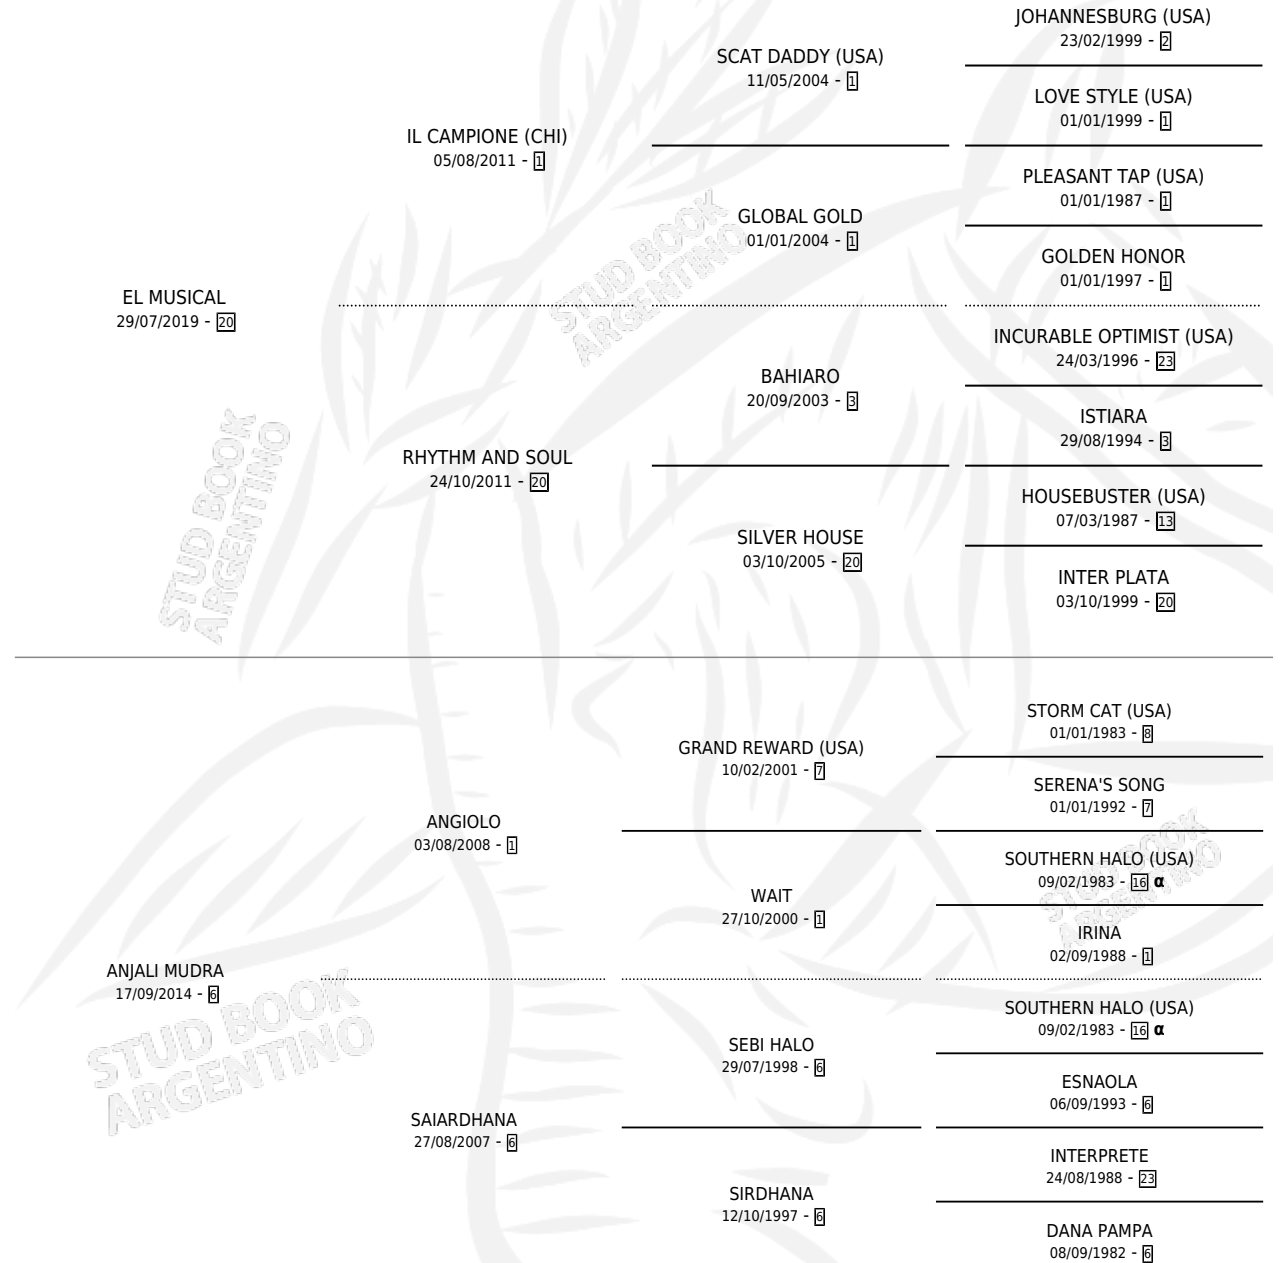 JOHANNESBURG (USA)
23/02/1999 - 2
SCAT DADDY (USA)
11/05/2004 - 1
LOVE STYLE (USA)
01/01/1999 - 1
IL CAMPIONE (CHI)
05/08/2011 - 1
PLEASANT TAP (USA)
01/01/1987 - 1
GLOBAL GOLD
01/01/2004 - 1
GOLDEN HONOR
01/01/1997 - 1
EL MUSICAL
29/07/2019 - 20
INCURABLE OPTIMIST (USA)
24/03/1996 - 23
BAHIARO
20/09/2003 - 3
ISTIARA
29/08/1994 - 3
RHYTHM AND SOUL
24/10/2011 - 20
HOUSEBUSTER (USA)
07/03/1987 - 13
SILVER HOUSE
03/10/2005 - 20
INTER PLATA
03/10/1999 - 20
STORM CAT (USA)
01/01/1983 - 8
GRAND REWARD (USA)
10/02/2001 - 7
SERENA'S SONG
01/01/1992 - 7
ANGIOLO
03/08/2008 - 1
SOUTHERN HALO (USA)
09/02/1983 - 16 α
WAIT
27/10/2000 - 1
IRINA
02/09/1988 - 1
ANJALI MUDRA
17/09/2014 - 6
SOUTHERN HALO (USA)
09/02/1983 - 16 α
SEBI HALO
29/07/1998 - 6
ESNAOLA
06/09/1993 - 6
SAIARDHANA
27/08/2007 - 6
INTERPRETE
24/08/1988 - 23
SIRDHANA
12/10/1997 - 6
DANA PAMPA
08/09/1982 - 6
STUD BOOK
ARGENTINO
STUD BOOK
ARGENTINO
STUD BOOK
ARGENTINO
STUD BOOK
ARGENTINO